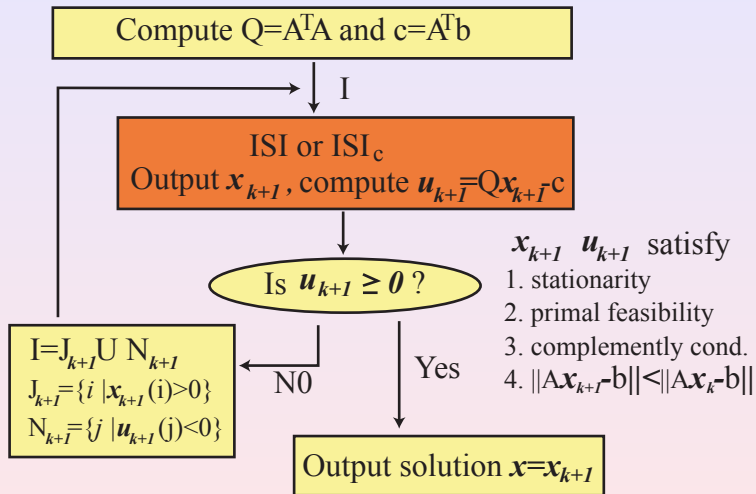 Compute Q=AᵀA and c=Aᵀb
I
ISI or ISI_c
Output x_{k+1}, compute u_{k+1}=Qx_{k+1}-c
Is u_{k+1} ≥ 0 ?
x_{k+1} u_{k+1} satisfy
1. stationarity
2. primal feasibility
3. complemently cond.
4. ||Ax_{k+1}-b||<||Ax_k-b||
N0
Yes
I=J_{k+1}U N_{k+1}
J_{k+1}={i |x_{k+1}(i)>0}
N_{k+1}={j |u_{k+1}(j)<0}
Output solution x=x_{k+1}